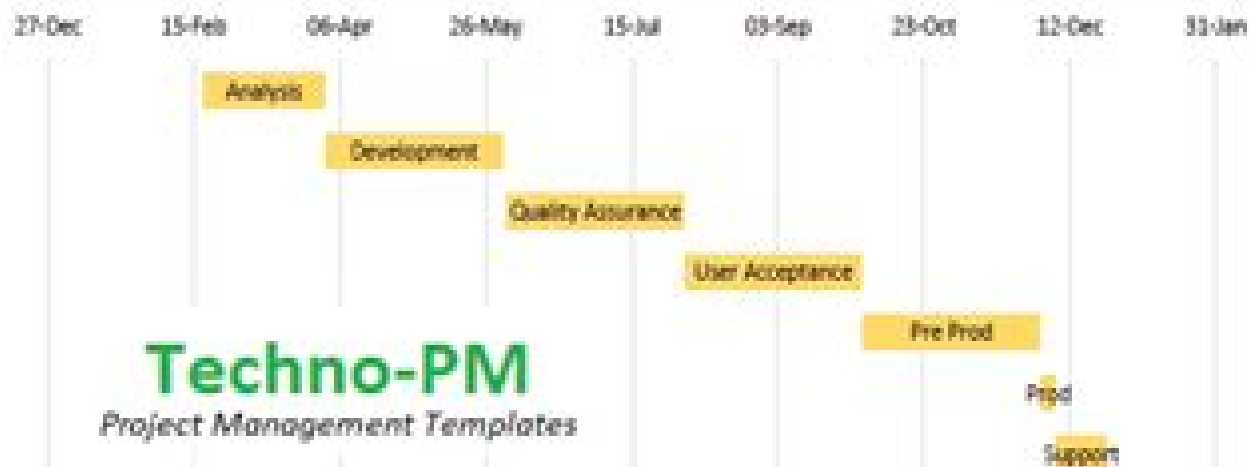 27-Dec 15-Feb 06-Apr 26-May 15-Jul 03-Sep 23-Oct 12-Dec 31-Jan
Analysis
Development
Quality Assurance
User Acceptance
Pre Prod
Techno-PM
Prod
Project Management Templates
Support